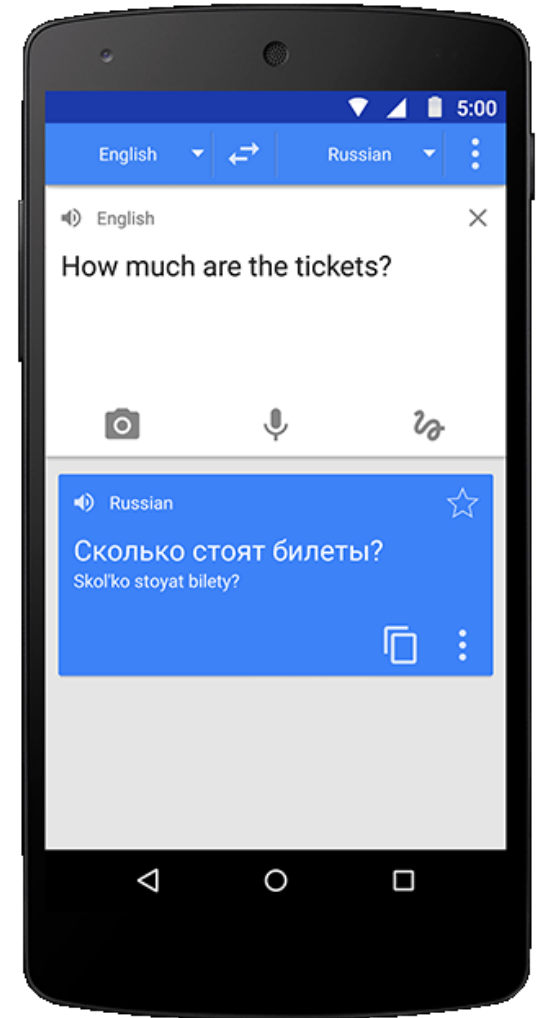 5:00
English Russian
English
How much are the tickets?
Russian
Сколько стоят билеты?
Skol'ko stoyat bilety?